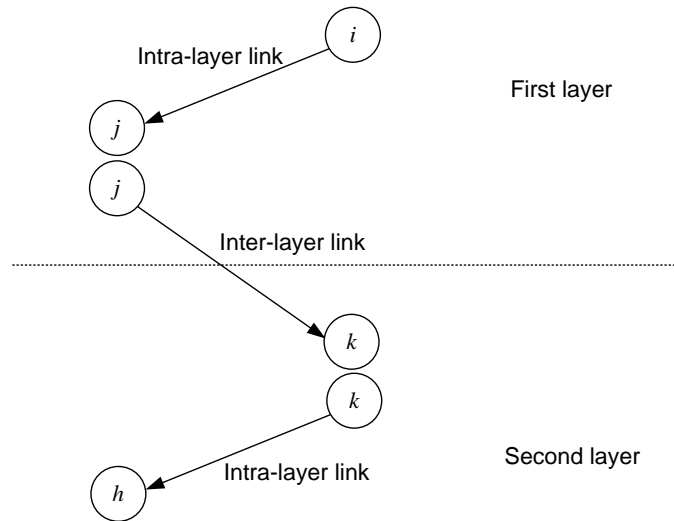 i
Intra-layer link
First layer
j
j
Inter-layer link
k
k
Second layer
Intra-layer link
h